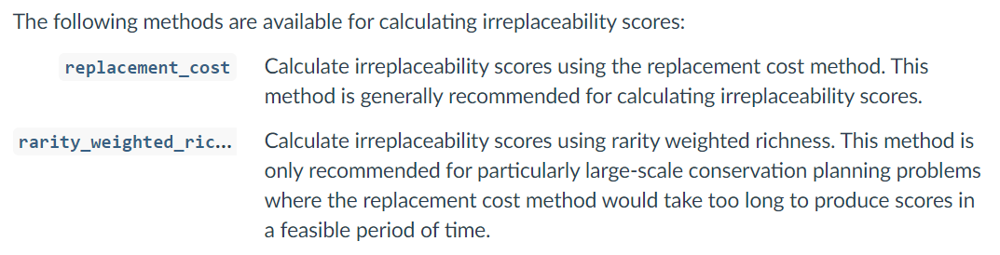 The following methods are available for calculating irreplaceability scores:
replacement_cost
Calculate irreplaceability scores using the replacement cost method. This
method is generally recommended for calculating irreplaceability scores.
rarity_weighted_ric...
Calculate irreplaceability scores using rarity weighted richness. This method is
only recommended for particularly large-scale conservation planning problems
where the replacement cost method would take too long to produce scores in
a feasible period of time.